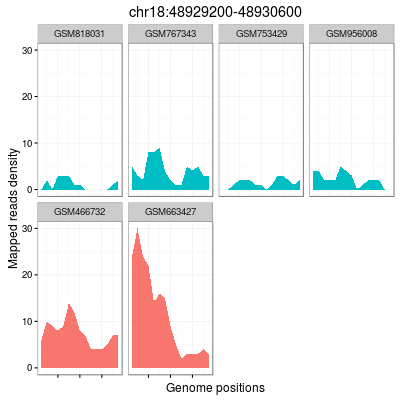 chr18:48929200-48930600
GSM818031 GSM767343 GSM753429 GSM956008
30
20
10
0
GSM466732 GSM663427
30
20
10
0
Mapped reads density
Genome positions